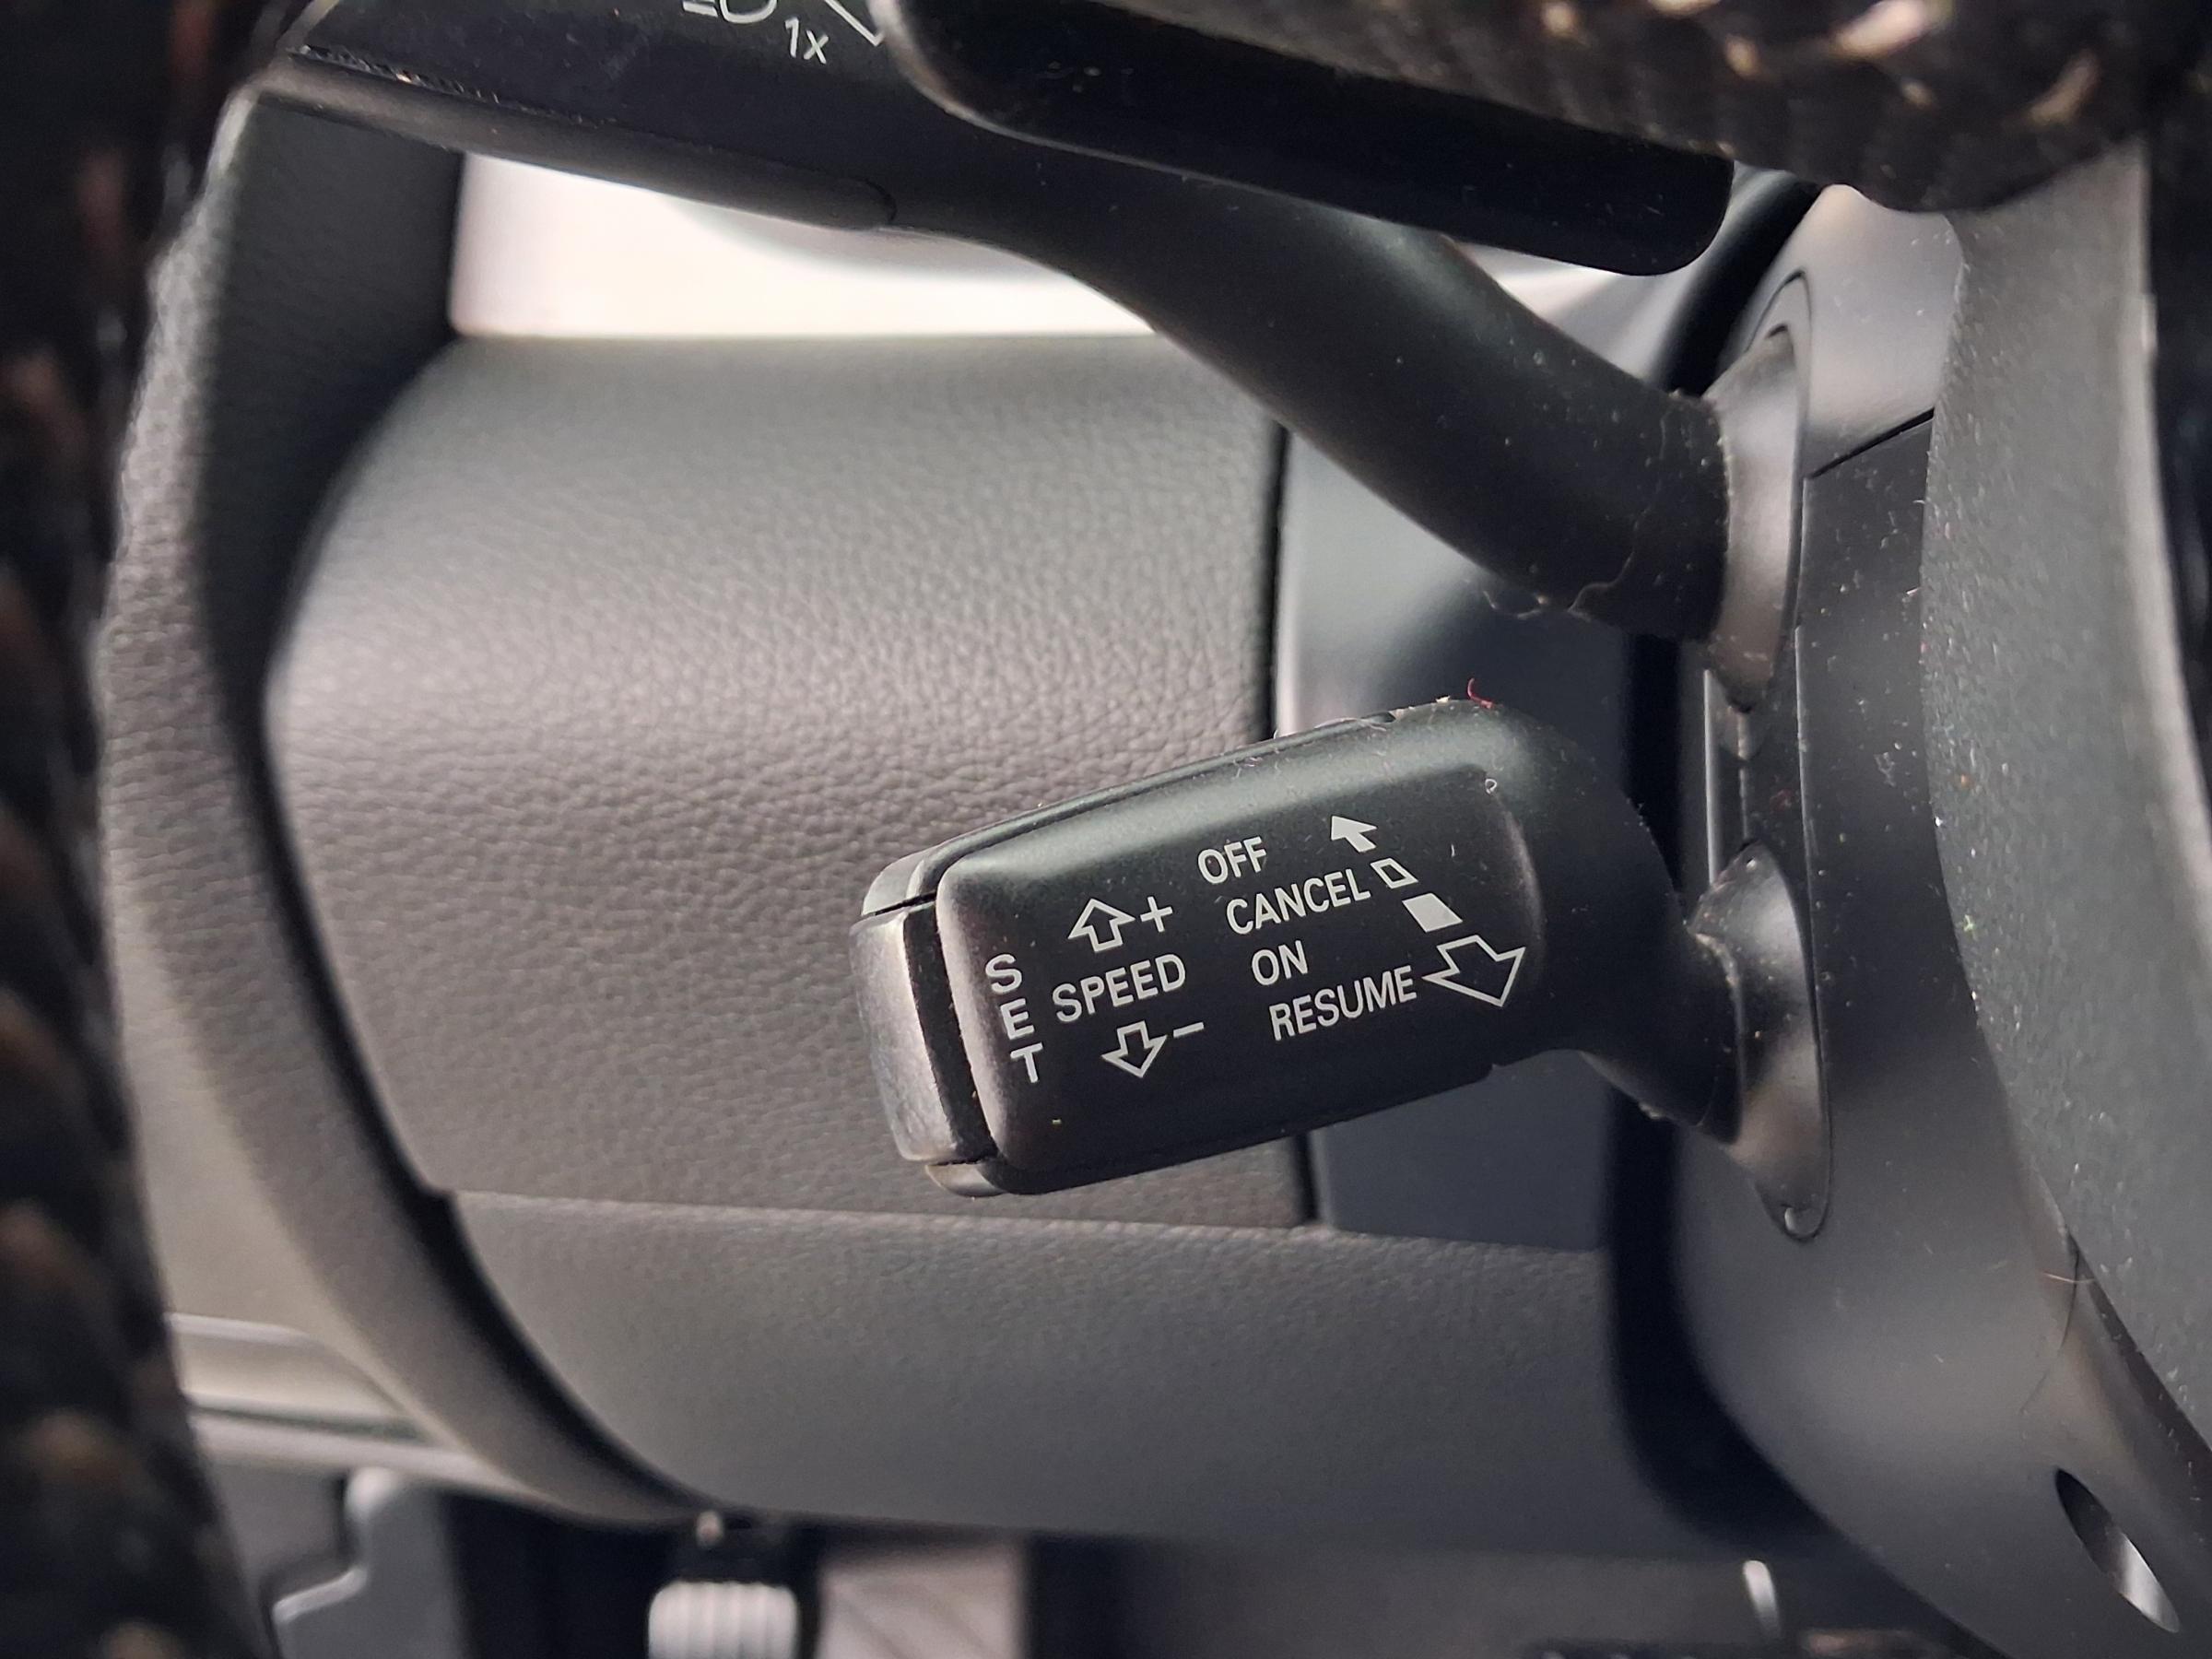 1x
OFF
CANCEL
ON
RESUME
+
SPEED
−
SET